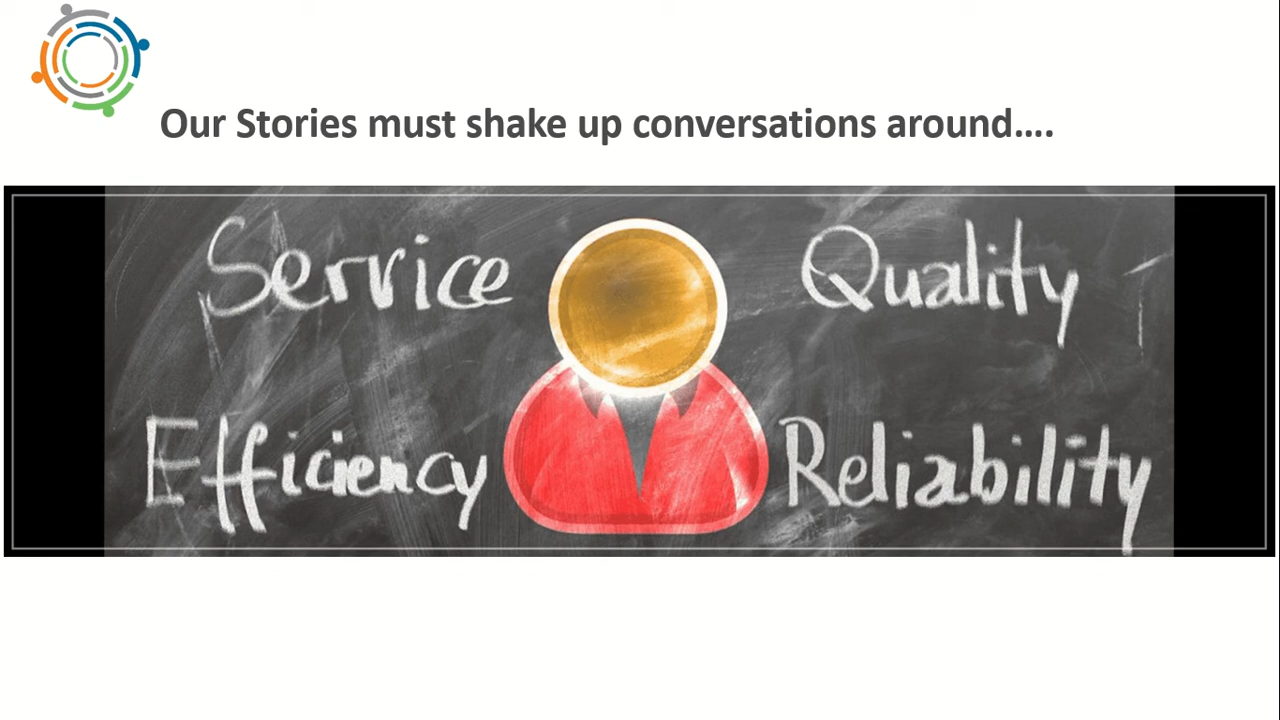 Our Stories must shake up conversations around....
Service Quality
Efficiency Reliability